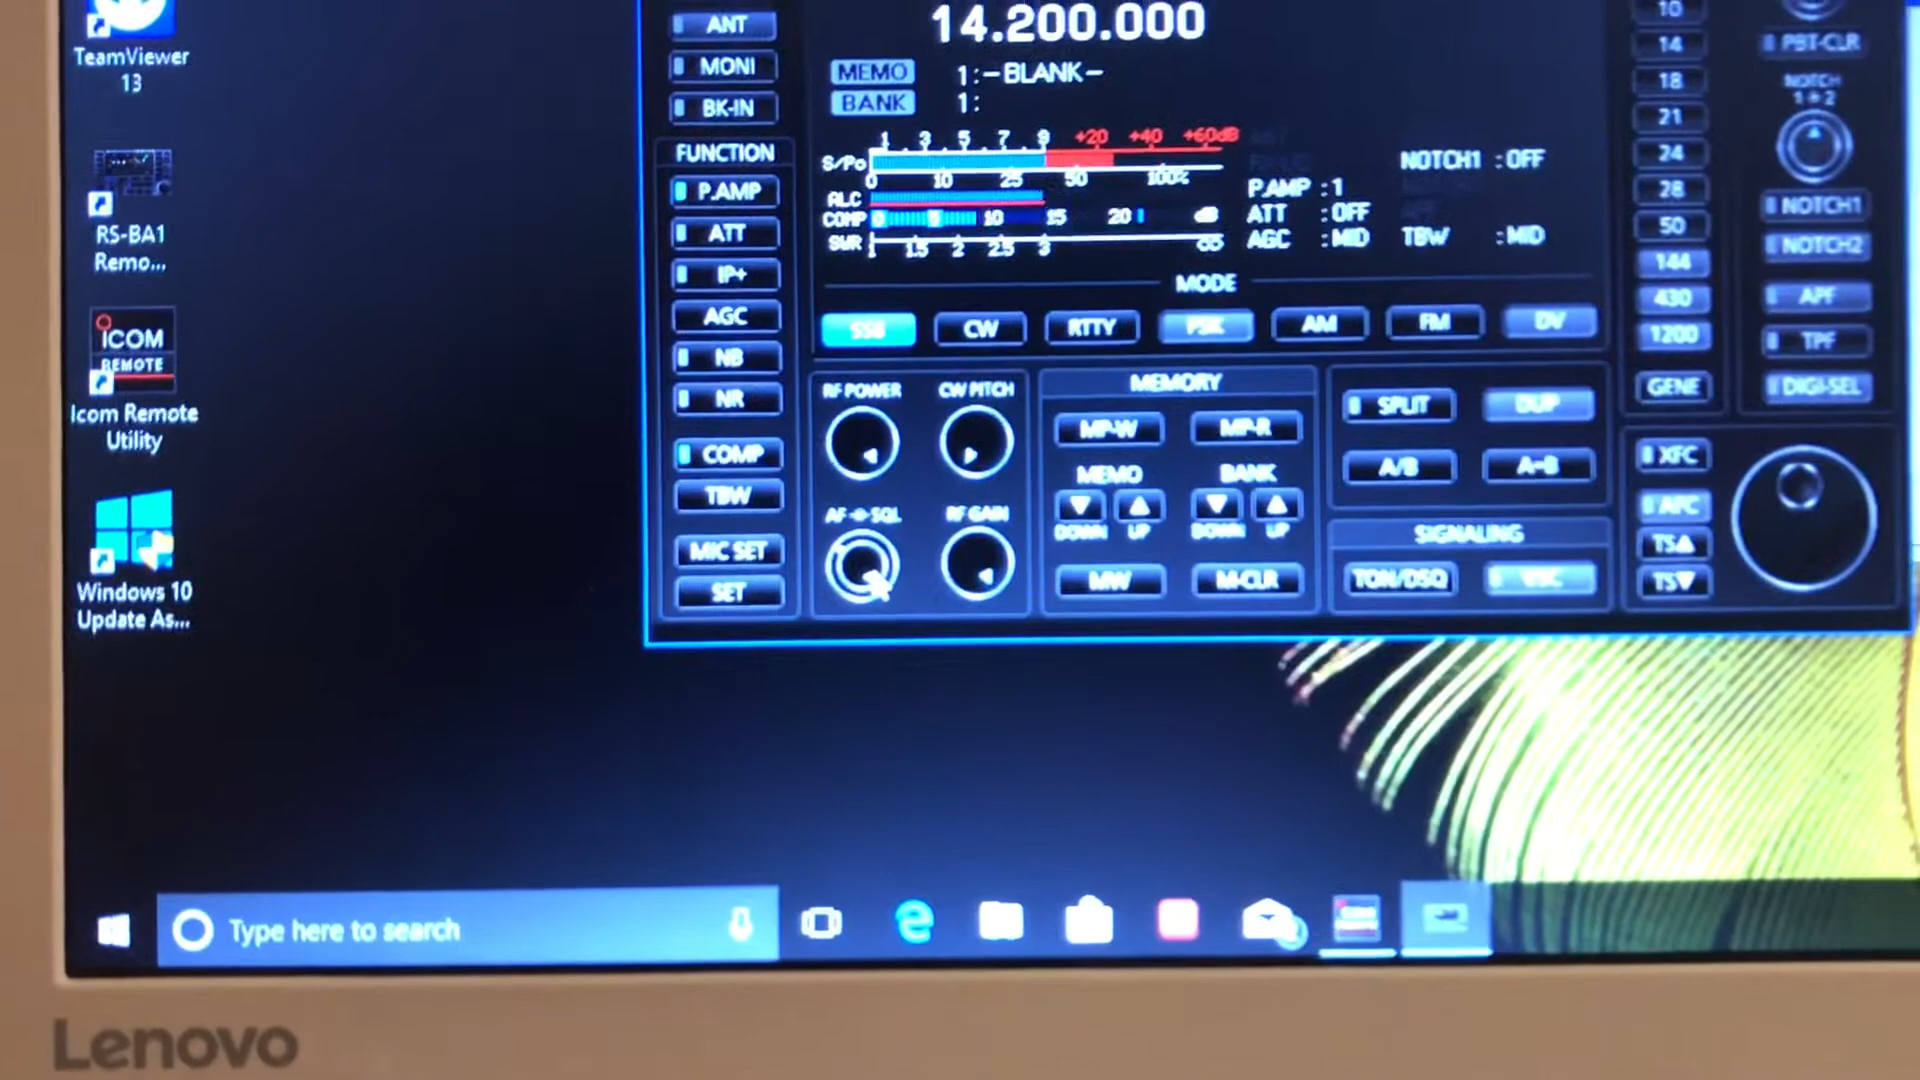 TeamViewer
13
RS-BA1
Remo...
ICOM
REMOTE
Icom Remote
Utility
Windows 10
Update As...
ANT
MONI
BK-IN
FUNCTION
P.AMP
ATT
IP+
AGC
NB
NR
COMP
TBW
MIC SET
SET
14.200.000
MEMO 1:-BLANK-
BANK 1:
1 3 5 7 9 +20 +40 +60dB
S/Po
0 10 25 50 100%
ALC
COMP 0 5 10 15 20 dB
SWR
1 1.5 2 2.5 3 ∞
NOTCH1 :OFF
P.AMP :1
ATT :OFF
AGC :MID TBW :MID
MODE
SSB CW RTTY PSK AM FM DV
RF POWER CW PITCH
AF SQL RF GAIN
MEMORY
MP-W MP-R
MEMO BANK
DOWN UP DOWN UP
MW M-CLR
SPLIT DUP
A/B A=B
SIGNALING
TON/DSQ VSC
10
14
18
21
24
28
50
144
430
1200
GENE
PBT-CLR
NOTCH
1 2
NOTCH1
NOTCH2
APF
TPF
DIGI-SEL
XFC
AFC
TS▲
TS▼
Type here to search
Lenovo